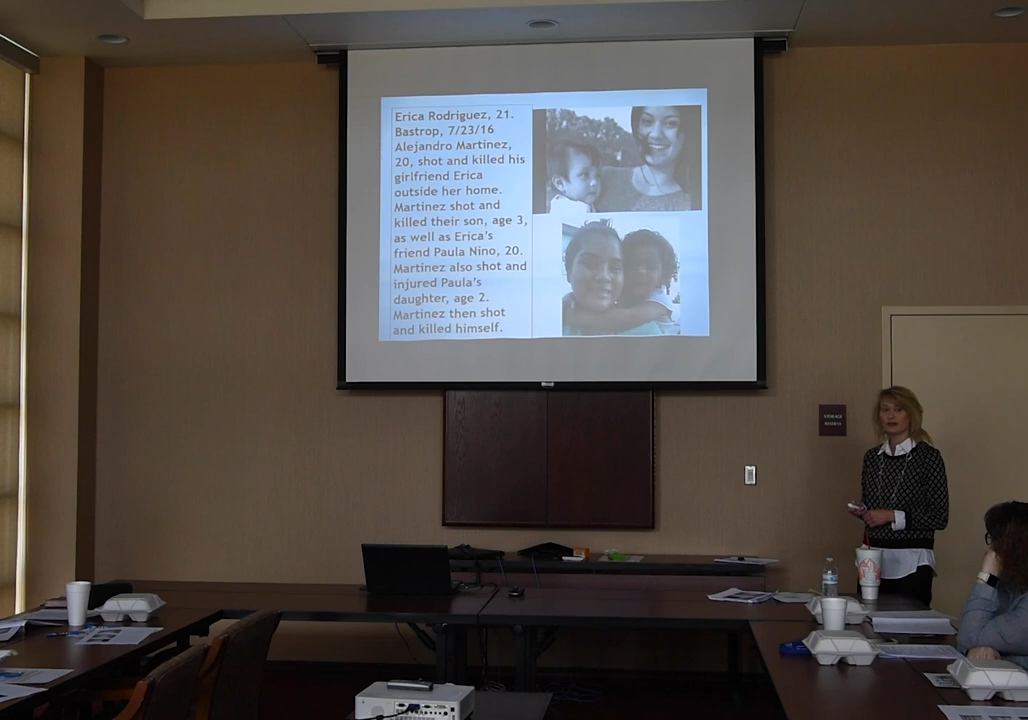 Erica Rodriguez, 21.
Bastrop, 7/23/16
Alejandro Martinez,
20, shot and killed his
girlfriend Erica
outside her home.
Martinez shot and
killed their son, age 3,
as well as Erica's
friend Paula Nino, 20.
Martinez also shot and
injured Paula's
daughter, age 2.
Martinez then shot
and killed himself.